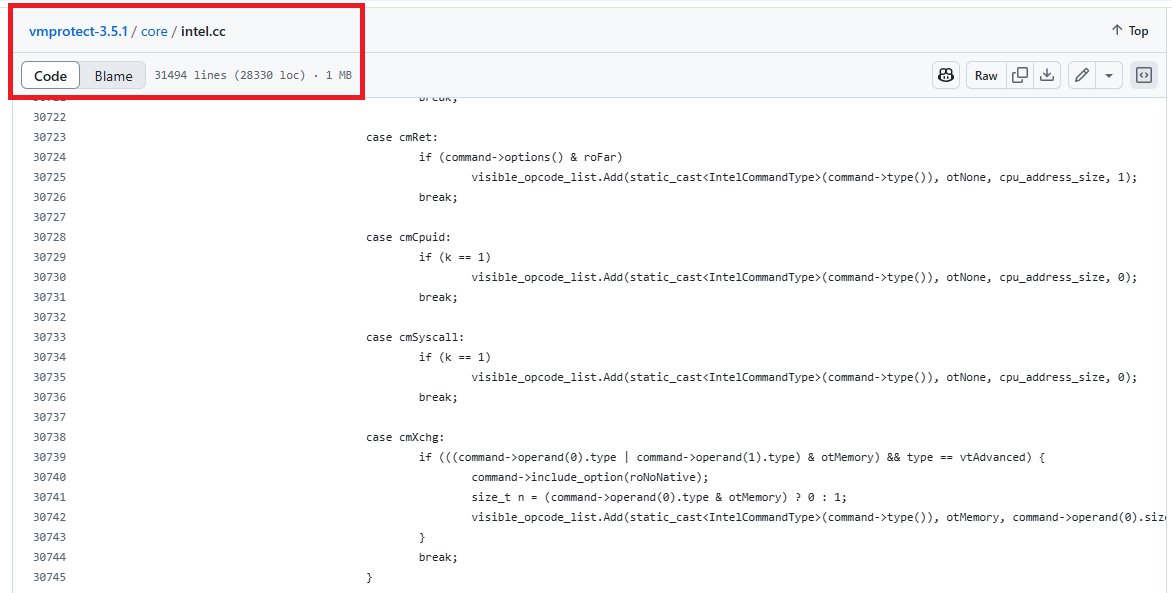 vmprotect-3.5.1 / core / intel.cc
Top
Code Blame 31494 lines (28330 loc) · 1 MB
Raw
break;
30722
30723 case cmRet:
30724 if (command->options() & roFar)
30725 visible_opcode_list.Add(static_cast<IntelCommandType>(command->type()), otNone, cpu_address_size, 1);
30726 break;
30727
30728 case cmCpuid:
30729 if (k == 1)
30730 visible_opcode_list.Add(static_cast<IntelCommandType>(command->type()), otNone, cpu_address_size, 0);
30731 break;
30732
30733 case cmSyscall:
30734 if (k == 1)
30735 visible_opcode_list.Add(static_cast<IntelCommandType>(command->type()), otNone, cpu_address_size, 0);
30736 break;
30737
30738 case cmXchg:
30739 if (((command->operand(0).type | command->operand(1).type) & otMemory) && type == vtAdvanced) {
30740 command->include_option(roNoNative);
30741 size_t n = (command->operand(0).type & otMemory) ? 0 : 1;
30742 visible_opcode_list.Add(static_cast<IntelCommandType>(command->type()), otMemory, command->operand(0).siz
30743 }
30744 break;
30745 }